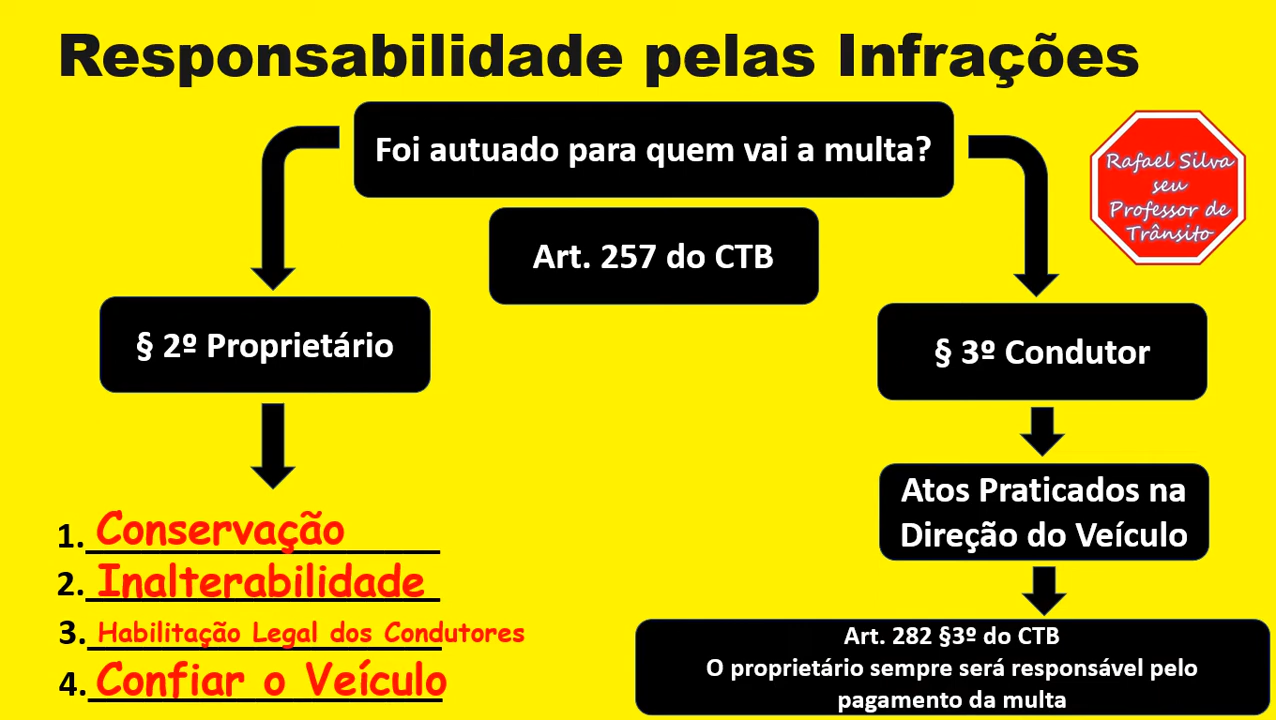 Responsabilidade pelas Infrações
Foi autuado para quem vai a multa?
Rafael Silva
seu
Professor de
Trânsito
Art. 257 do CTB
§ 2º Proprietário
§ 3º Condutor
Atos Praticados na
Direção do Veículo
1. Conservação
2. Inalterabilidade
3. Habilitação Legal dos Condutores
4. Confiar o Veículo
Art. 282 §3º do CTB
O proprietário sempre será responsável pelo
pagamento da multa